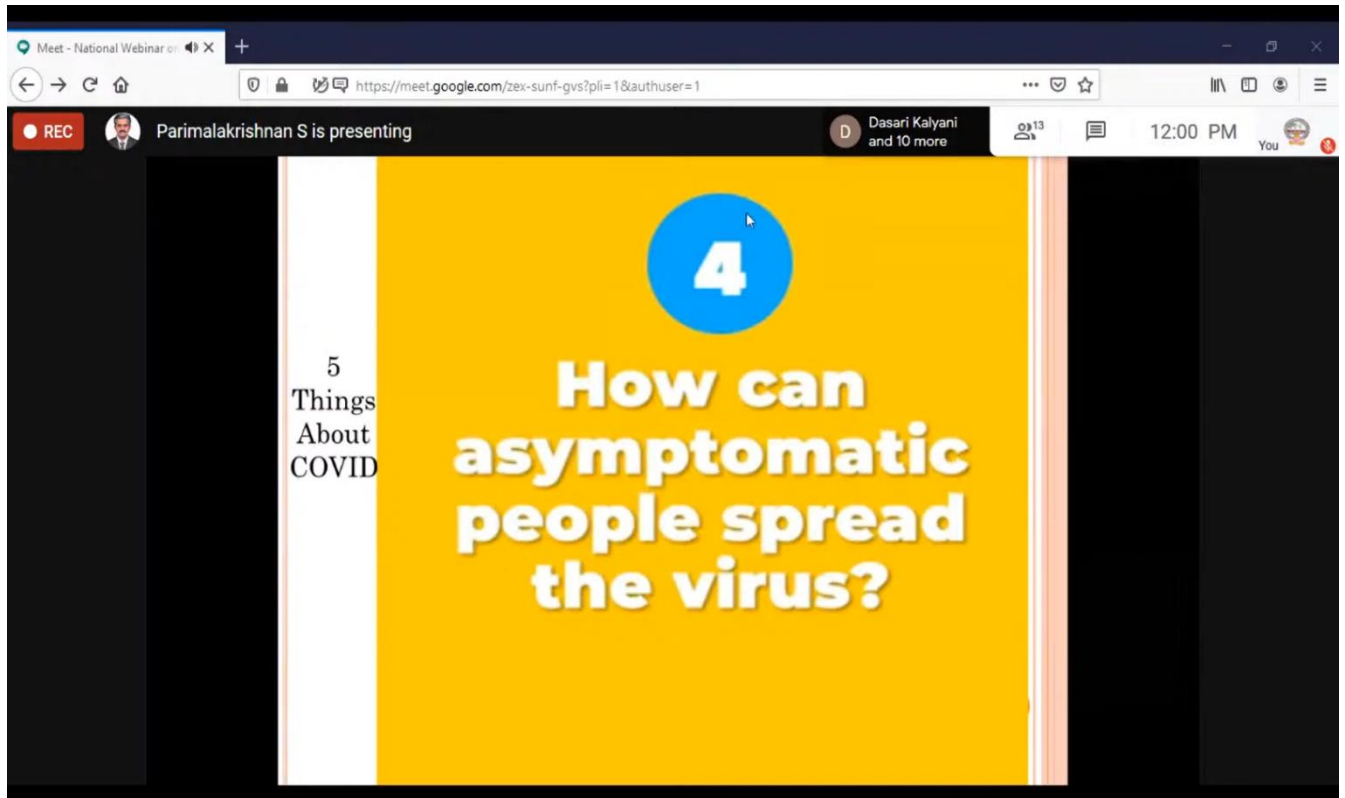 Meet - National Webinar on
https://meet.google.com/zex-sunf-gvs?pli=1&authuser=1
REC
Parimalakrishnan S is presenting
D
Dasari Kalyani
and 10 more
13
12:00 PM
You
5
Things
About
COVID
4
How can
asymptomatic
people spread
the virus?